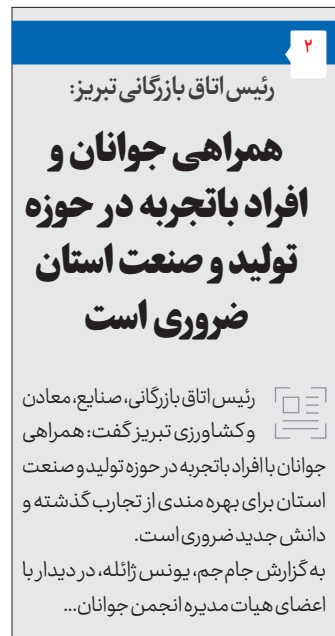 ۲
رئیس اتاق بازرگانی تبریز:
همراهی جوانان و
افراد باتجربه در حوزه
تولید و صنعت استان
ضروری است
رئیس اتاق بازرگانی، صنایع، معادن
و کشاورزی تبریز گفت: همراهی
جوانان با افراد باتجربه در حوزه تولید و صنعت
استان برای بهره مندی از تجارب گذشته و
دانش جدید ضروری است.
به گزارش جام جم، یونس ژائله، در دیدار با
اعضای هیات مدیره انجمن جوانان...